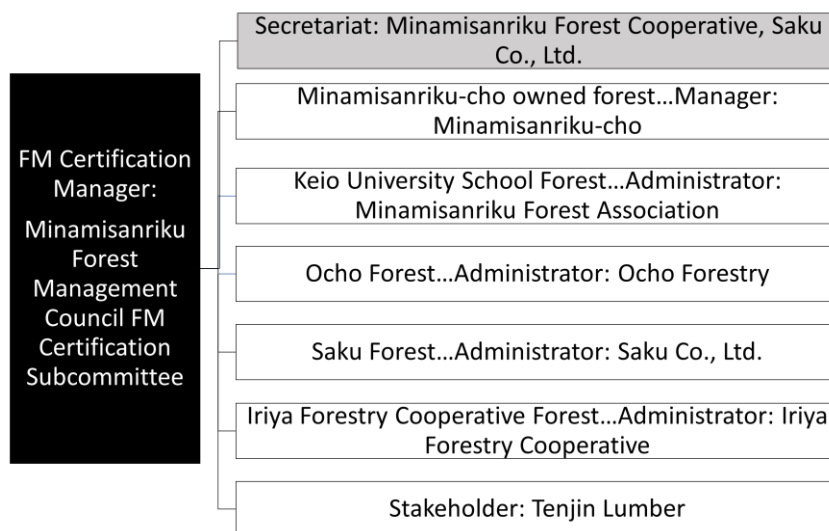 FM Certification
Manager:
Minamisanriku
Forest
Management
Council FM
Certification
Subcommittee
Secretariat: Minamisanriku Forest Cooperative, Saku
Co., Ltd.
Minamisanriku-cho owned forest…Manager:
Minamisanriku-cho
Keio University School Forest…Administrator:
Minamisanriku Forest Association
Ocho Forest…Administrator: Ocho Forestry
Saku Forest…Administrator: Saku Co., Ltd.
Iriya Forestry Cooperative Forest…Administrator: Iriya
Forestry Cooperative
Stakeholder: Tenjin Lumber